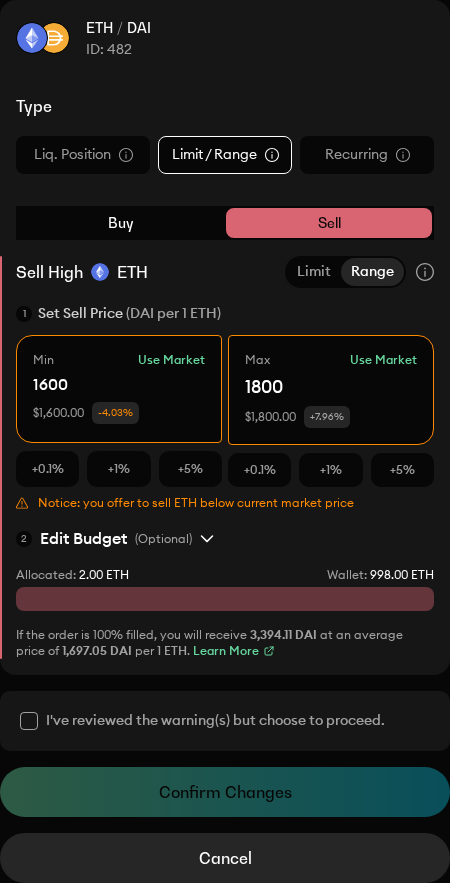 ETH / DAI
ID: 482
Type
Liq. Position
Limit / Range
Recurring
Buy
Sell
Sell High ETH
Limit
Range
1 Set Sell Price (DAI per 1 ETH)
Min
Use Market
1600
$1,600.00
-4.03%
Max
Use Market
1800
$1,800.00
+7.96%
+0.1%
+1%
+5%
+0.1%
+1%
+5%
Notice: you offer to sell ETH below current market price
2 Edit Budget (Optional)
Allocated: 2.00 ETH
Wallet: 998.00 ETH
If the order is 100% filled, you will receive 3,394.11 DAI at an average
price of 1,697.05 DAI per 1 ETH. Learn More
I've reviewed the warning(s) but choose to proceed.
Confirm Changes
Cancel